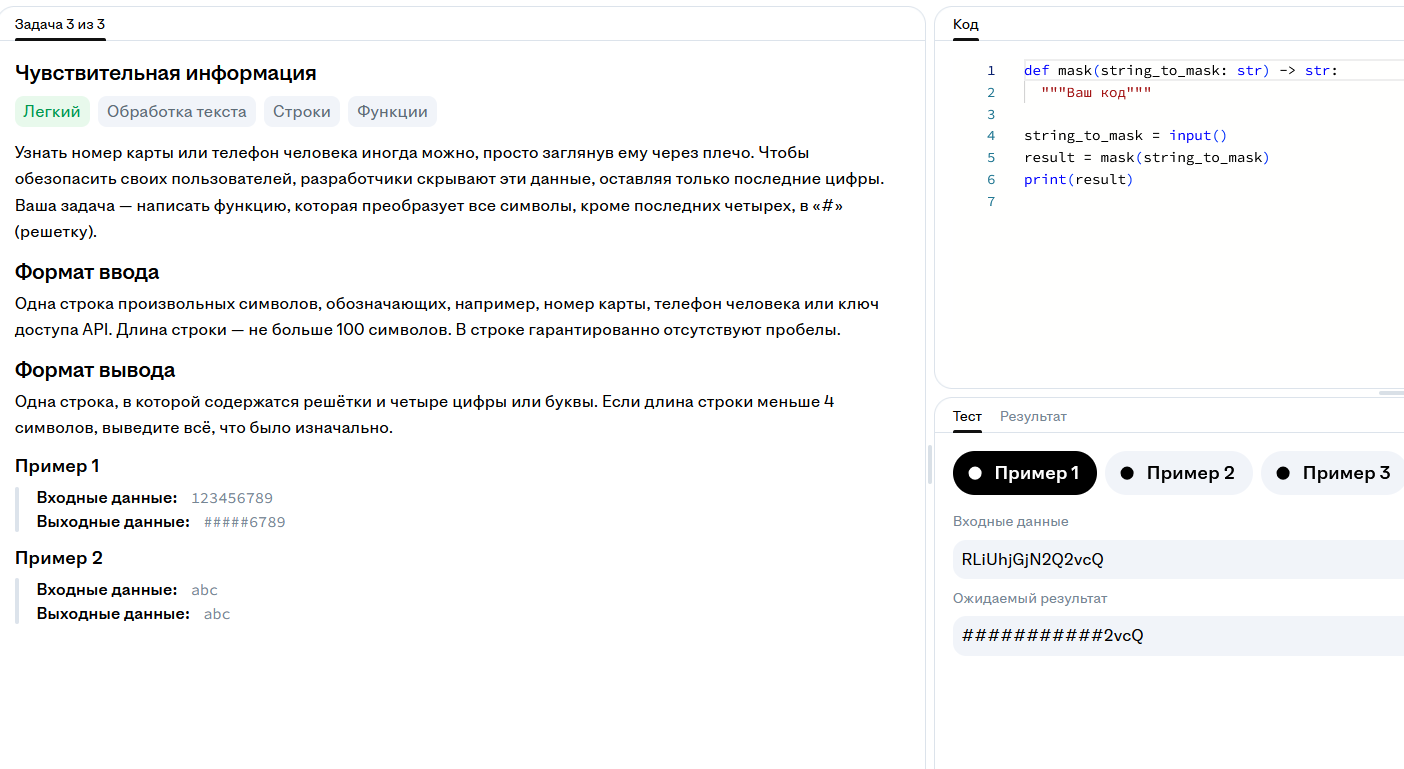 Задача 3 из 3
Чувствительная информация
Легкий Обработка текста Строки Функции
Узнать номер карты или телефон человека иногда можно, просто заглянув ему через плечо. Чтобы
обезопасить своих пользователей, разработчики скрывают эти данные, оставляя только последние цифры.
Ваша задача — написать функцию, которая преобразует все символы, кроме последних четырех, в «#»
(решетку).
Формат ввода
Одна строка произвольных символов, обозначающих, например, номер карты, телефон человека или ключ
доступа API. Длина строки — не больше 100 символов. В строке гарантированно отсутствуют пробелы.
Формат вывода
Одна строка, в которой содержатся решётки и четыре цифры или буквы. Если длина строки меньше 4
символов, выведите всё, что было изначально.
Пример 1
Входные данные: 123456789
Выходные данные: #####6789
Пример 2
Входные данные: abc
Выходные данные: abc
Код
1 def mask(string_to_mask: str) -> str:
2 """Ваш код"""
3
4 string_to_mask = input()
5 result = mask(string_to_mask)
6 print(result)
7
Тест Результат
Пример 1 Пример 2 Пример 3
Входные данные
RLiUhjGjN2Q2vcQ
Ожидаемый результат
###########2vcQ